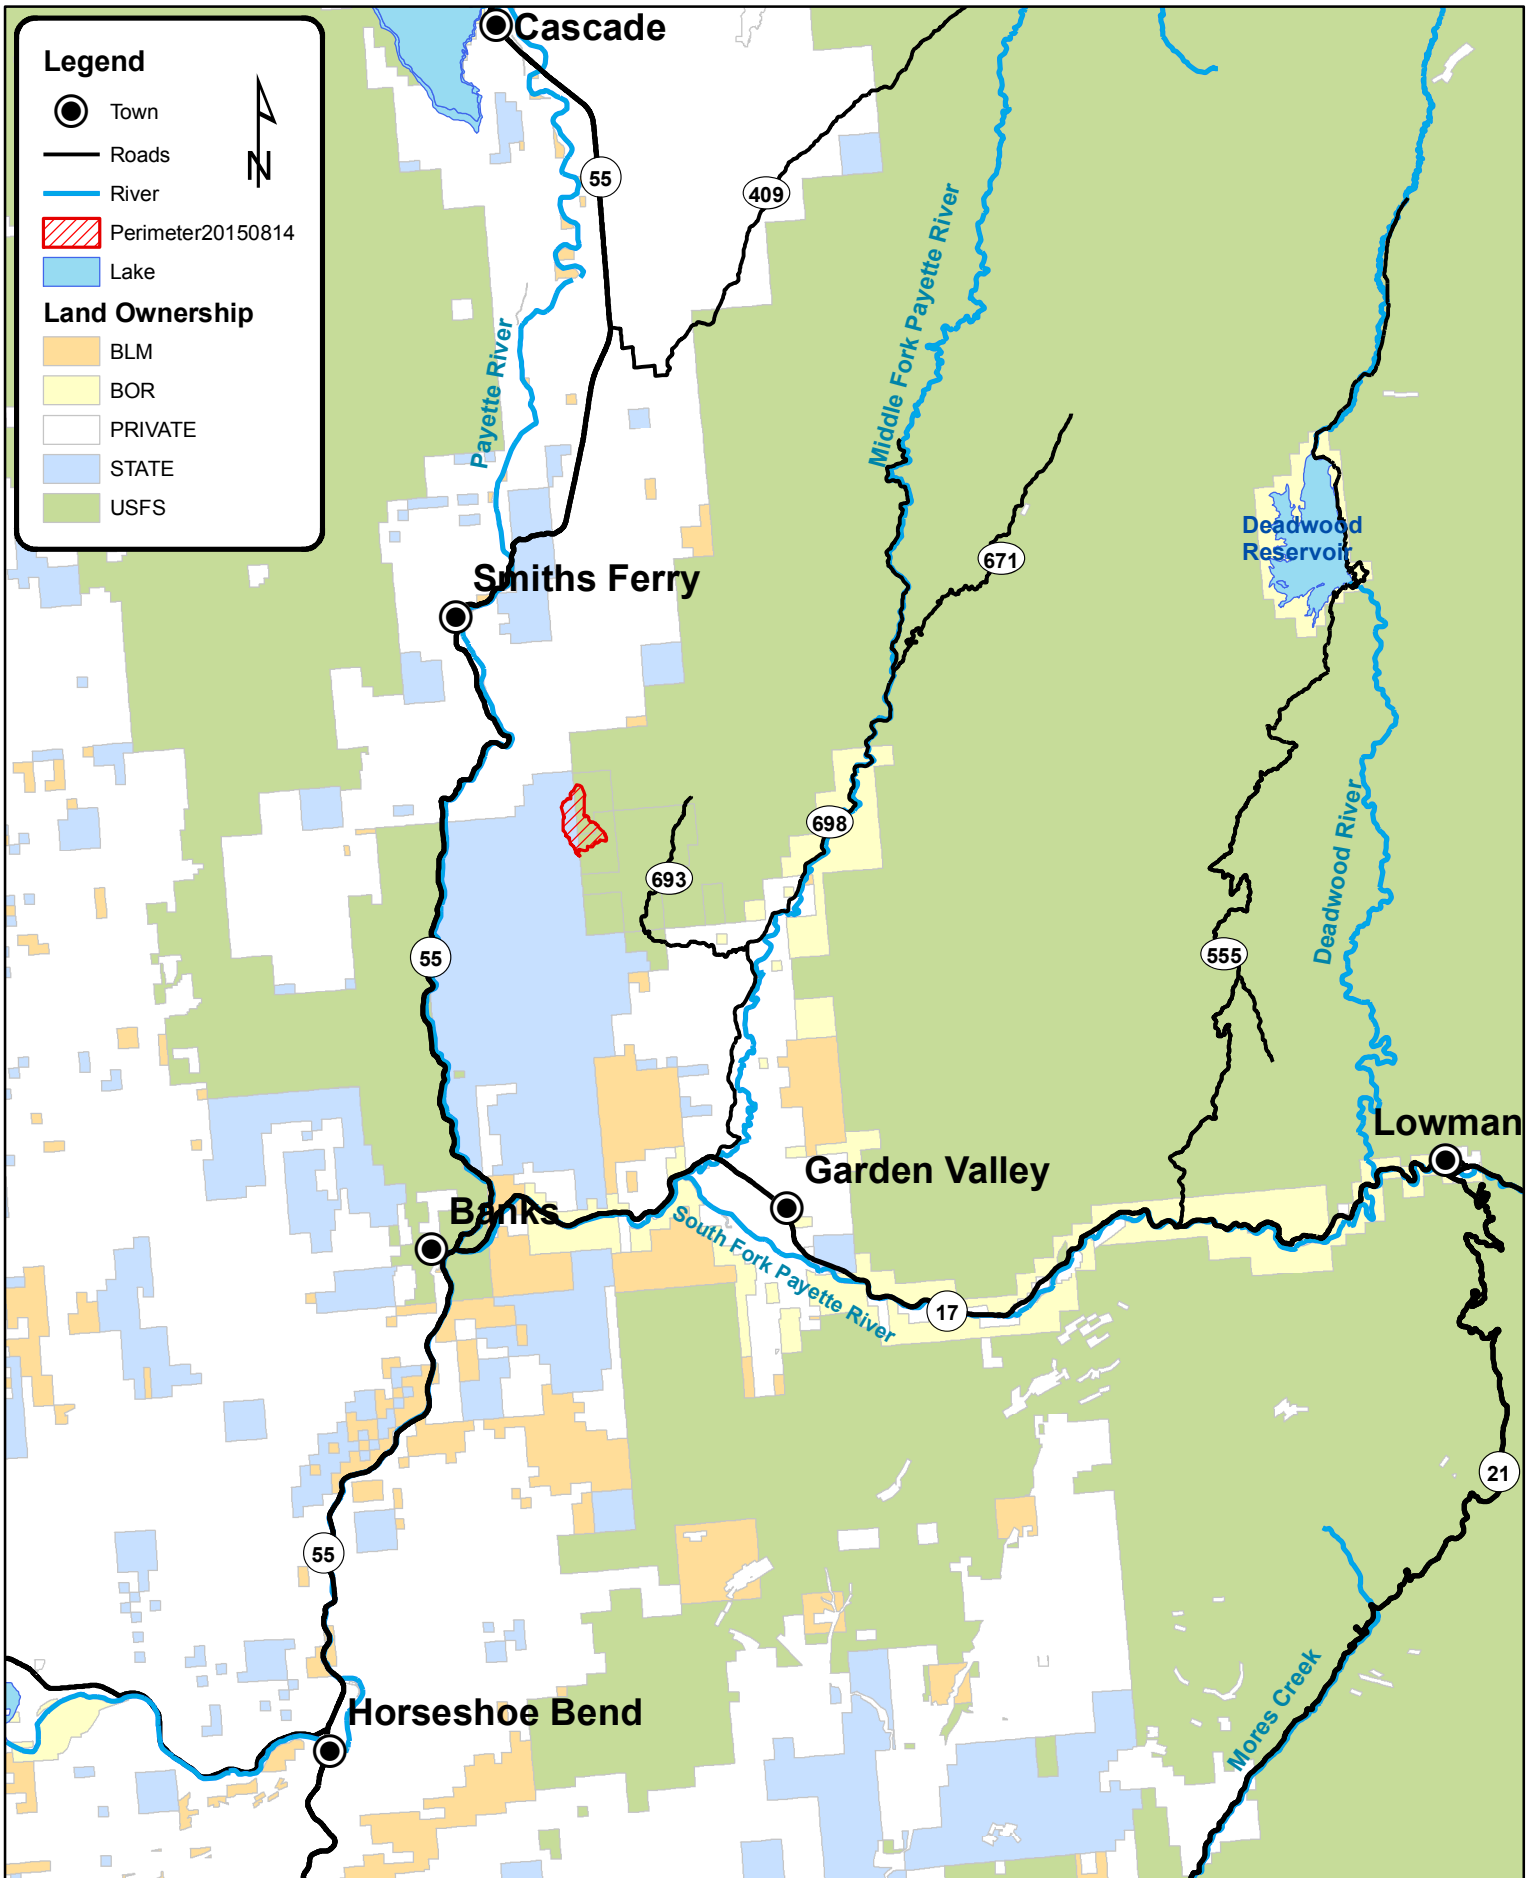 Legend
Town
Roads
River
Perimeter20150814
Lake
Land Ownership
BLM
BOR
PRIVATE
STATE
USFS
N
Cascade
55
409
Payette River
Middle Fork Payette River
Deadwood
Reservoir
671
Smiths Ferry
698
693
Deadwood River
55
555
Lowman
Garden Valley
Banks
South Fork Payette River
17
21
55
Mores Creek
Horseshoe Bend